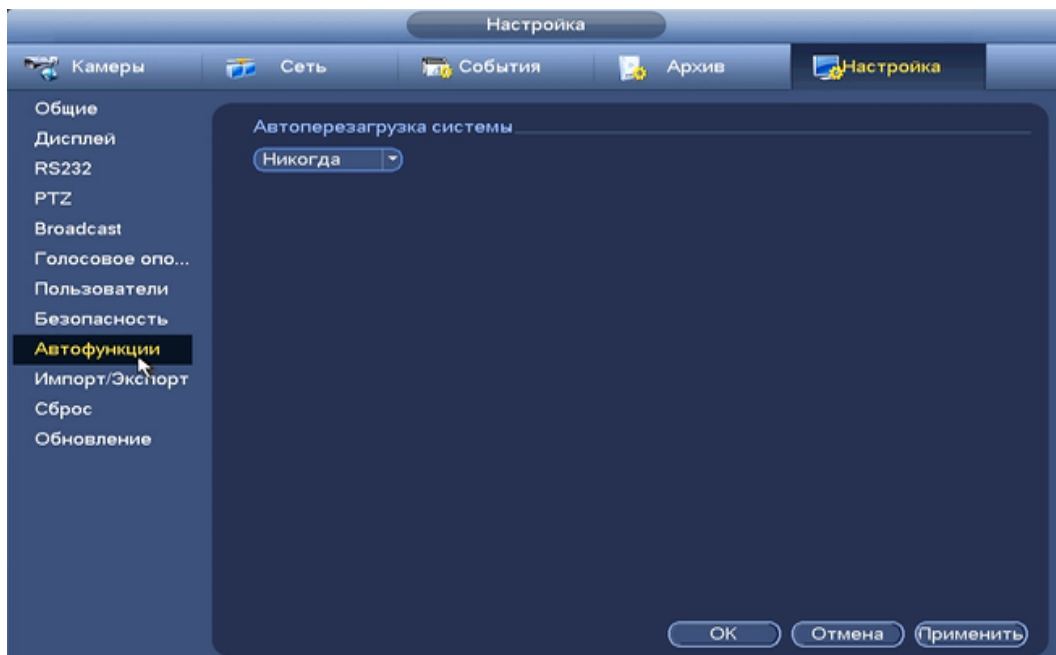 Настройка
Камеры
Сеть
События
Архив
Настройка
Общие
Дисплей
RS232
PTZ
Broadcast
Голосовое опо...
Пользователи
Безопасность
Автофункции
Импорт/Экспорт
Сброс
Обновление
Автоперезагрузка системы
Никогда
OK
Отмена
Применить